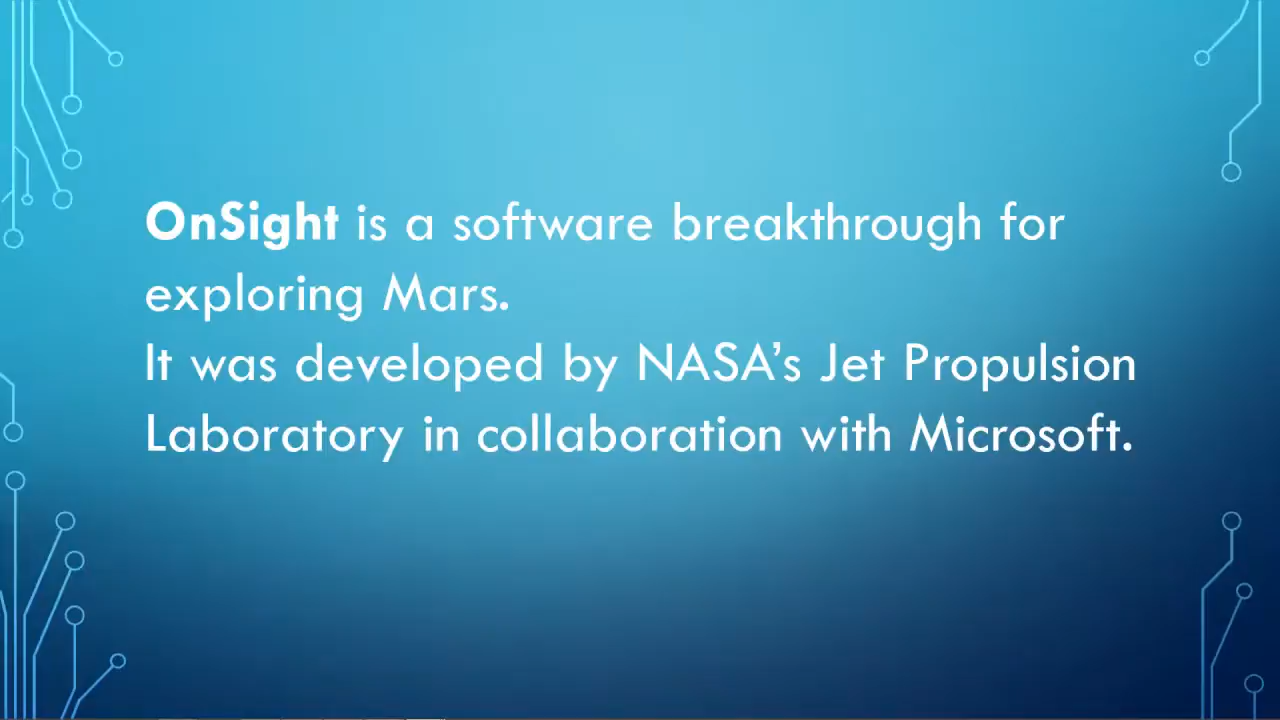 OnSight is a software breakthrough for
exploring Mars.
It was developed by NASA’s Jet Propulsion
Laboratory in collaboration with Microsoft.